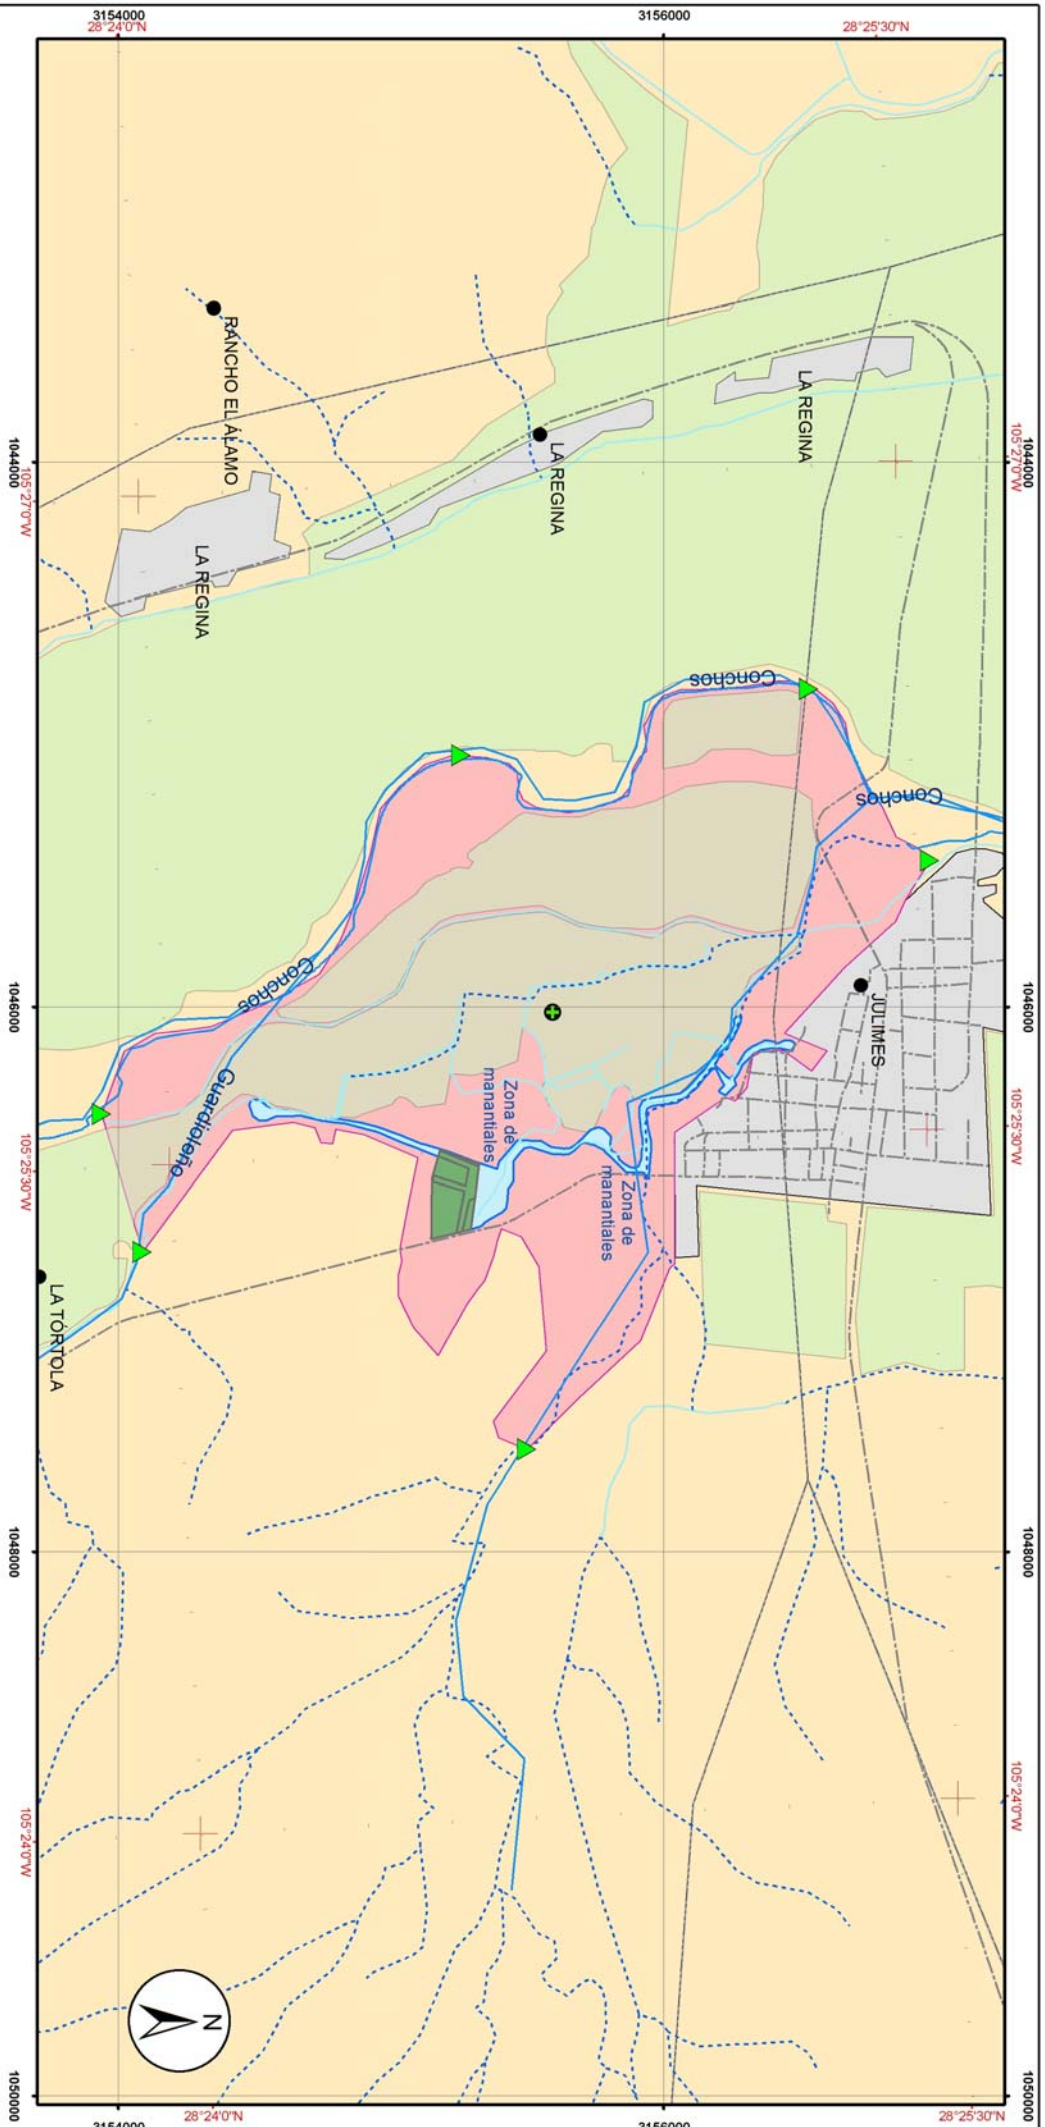 3154000
28°24'0"N
3156000
28°25'30"N
RANCHO EL ÁLAMO
LA REGINA
LA REGINA
LA REGINA
1044000
105°27'0"W
1044000
105°27'0"W
Conchos
Conchos
Conchos
Guardioleño
JULIMES
1046000
105°25'30"W
1046000
105°25'30"W
Zona de
manantiales
Zona de
manantiales
LA TÓRTOLA
1048000
105°24'0"W
1048000
105°24'0"W
N
1050000
3154000
28°24'0"N
3156000
28°25'30"N
1050000